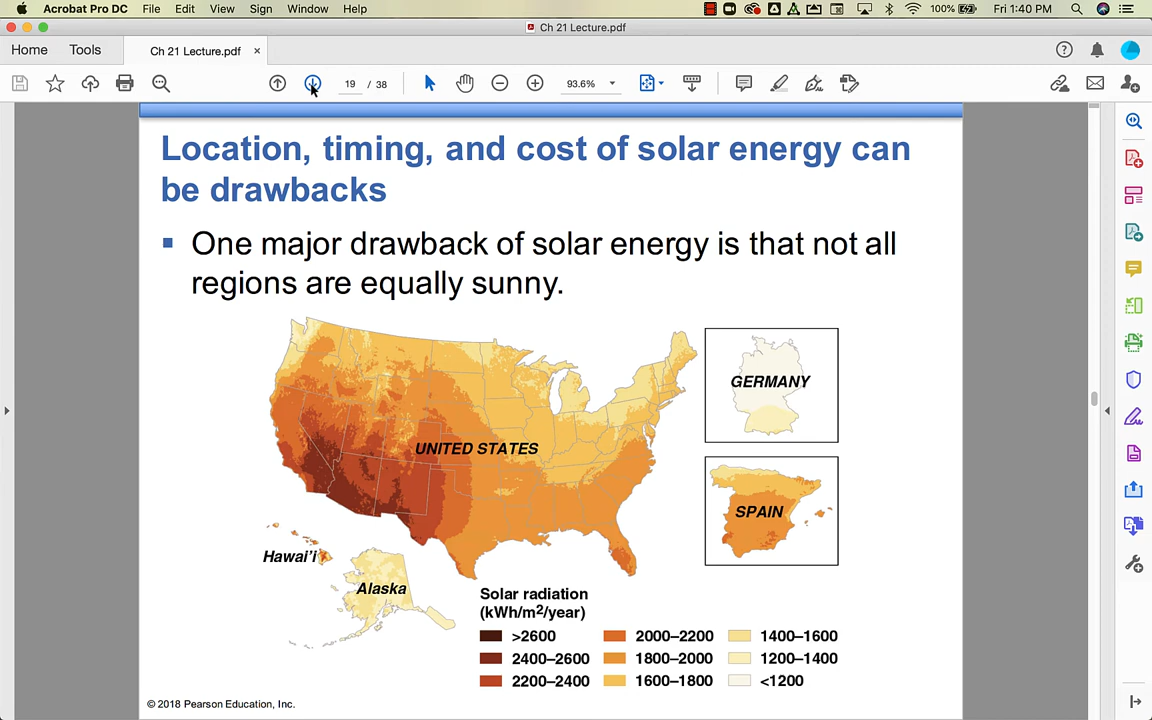 Acrobat Pro DC File Edit View Sign Window Help 100% Fri 1:40 PM
Ch 21 Lecture.pdf
Home Tools Ch 21 Lecture.pdf ×
19 / 38 93.6%
Location, timing, and cost of solar energy can
be drawbacks
▪ One major drawback of solar energy is that not all
regions are equally sunny.
GERMANY
UNITED STATES
SPAIN
Hawai'i
Alaska
Solar radiation
(kWh/m2/year)
>2600 2000–2200 1400–1600
2400–2600 1800–2000 1200–1400
2200–2400 1600–1800 <1200
© 2018 Pearson Education, Inc.